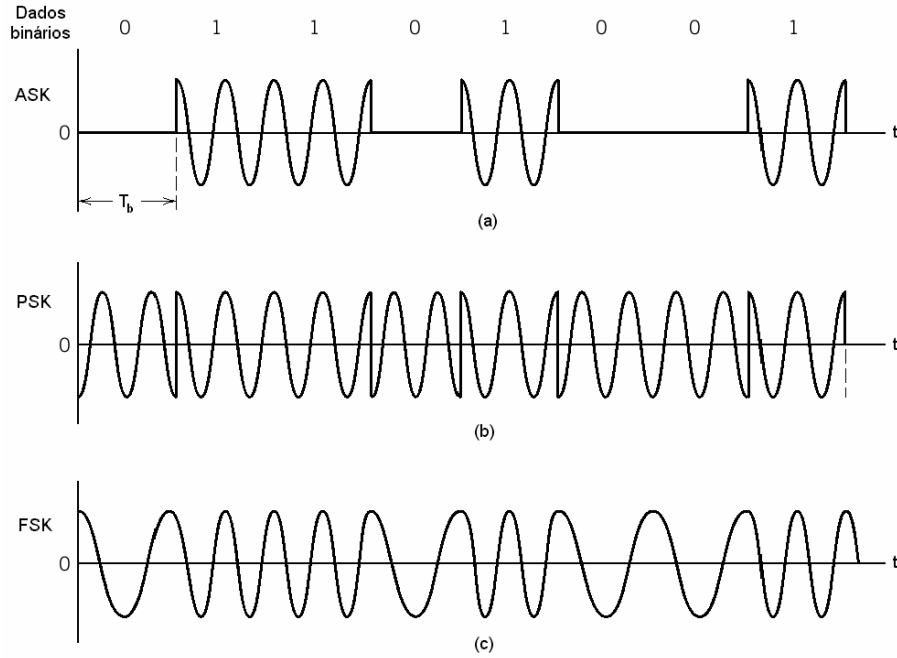 Dados
binários 0 1 1 0 1 0 0 1
ASK
0
t
T_b
(a)
PSK
0
t
(b)
FSK
0
t
(c)